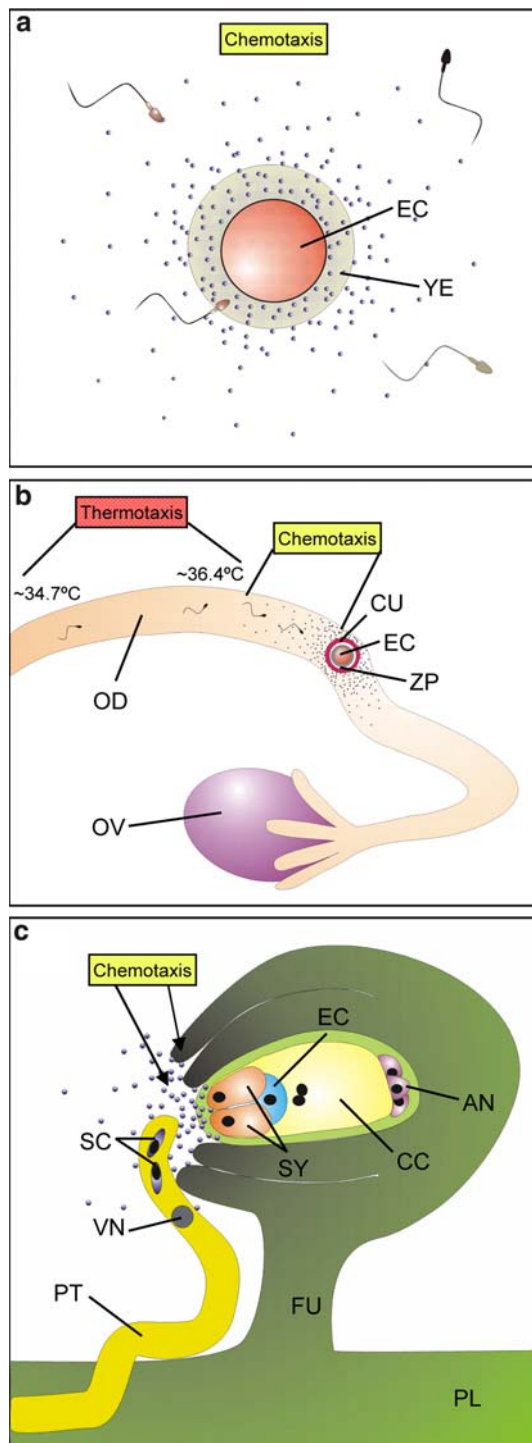 a
Chemotaxis
EC
YE
b
Thermotaxis
Chemotaxis
~36.4ºC
~34.7ºC
CU
EC
ZP
OD
OV
c
Chemotaxis
EC
AN
SC
SY
CC
VN
PT
FU
PL